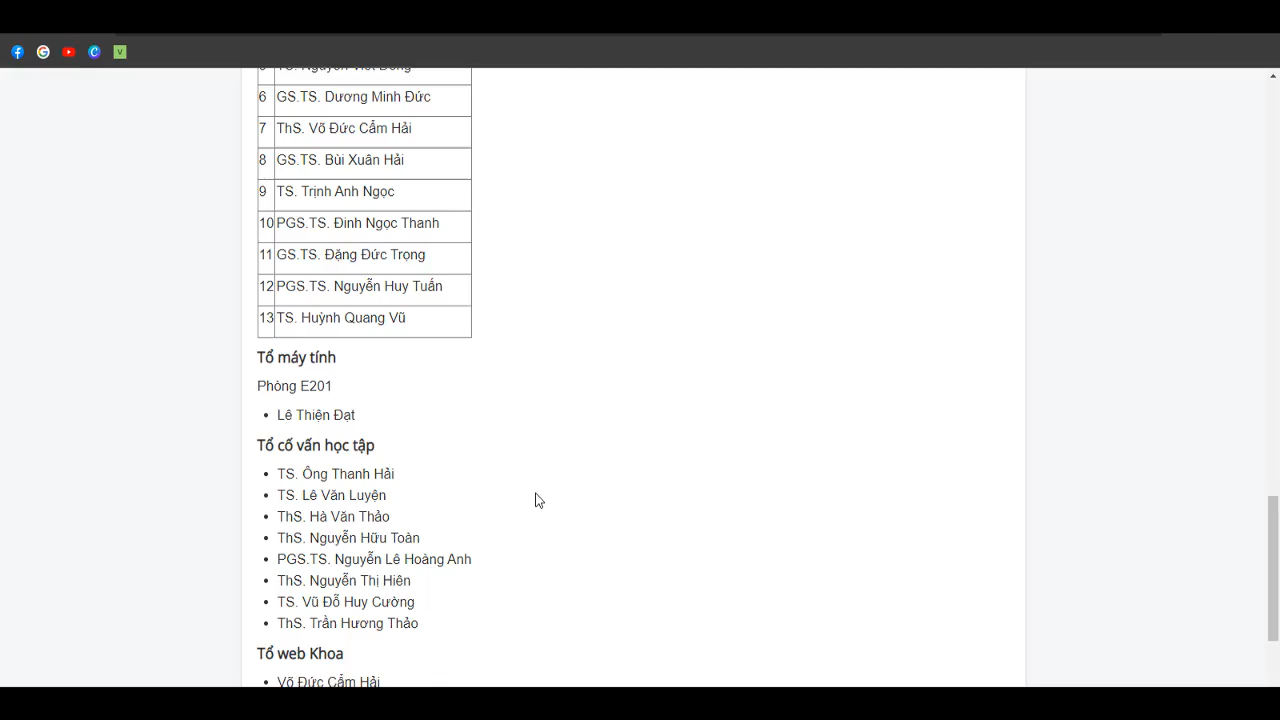 6 GS.TS. Dương Minh Đức
7 ThS. Võ Đức Cẩm Hải
8 GS.TS. Bùi Xuân Hải
9 TS. Trịnh Anh Ngọc
10 PGS.TS. Đinh Ngọc Thanh
11 GS.TS. Đặng Đức Trọng
12 PGS.TS. Nguyễn Huy Tuấn
13 TS. Huỳnh Quang Vũ
Tổ máy tính
Phòng E201
• Lê Thiện Đạt
Tổ cố vấn học tập
• TS. Ông Thanh Hải
• TS. Lê Văn Luyện
• ThS. Hà Văn Thảo
• ThS. Nguyễn Hữu Toàn
• PGS.TS. Nguyễn Lê Hoàng Anh
• ThS. Nguyễn Thị Hiên
• TS. Vũ Đỗ Huy Cường
• ThS. Trần Hương Thảo
Tổ web Khoa
• Võ Đức Cẩm Hải